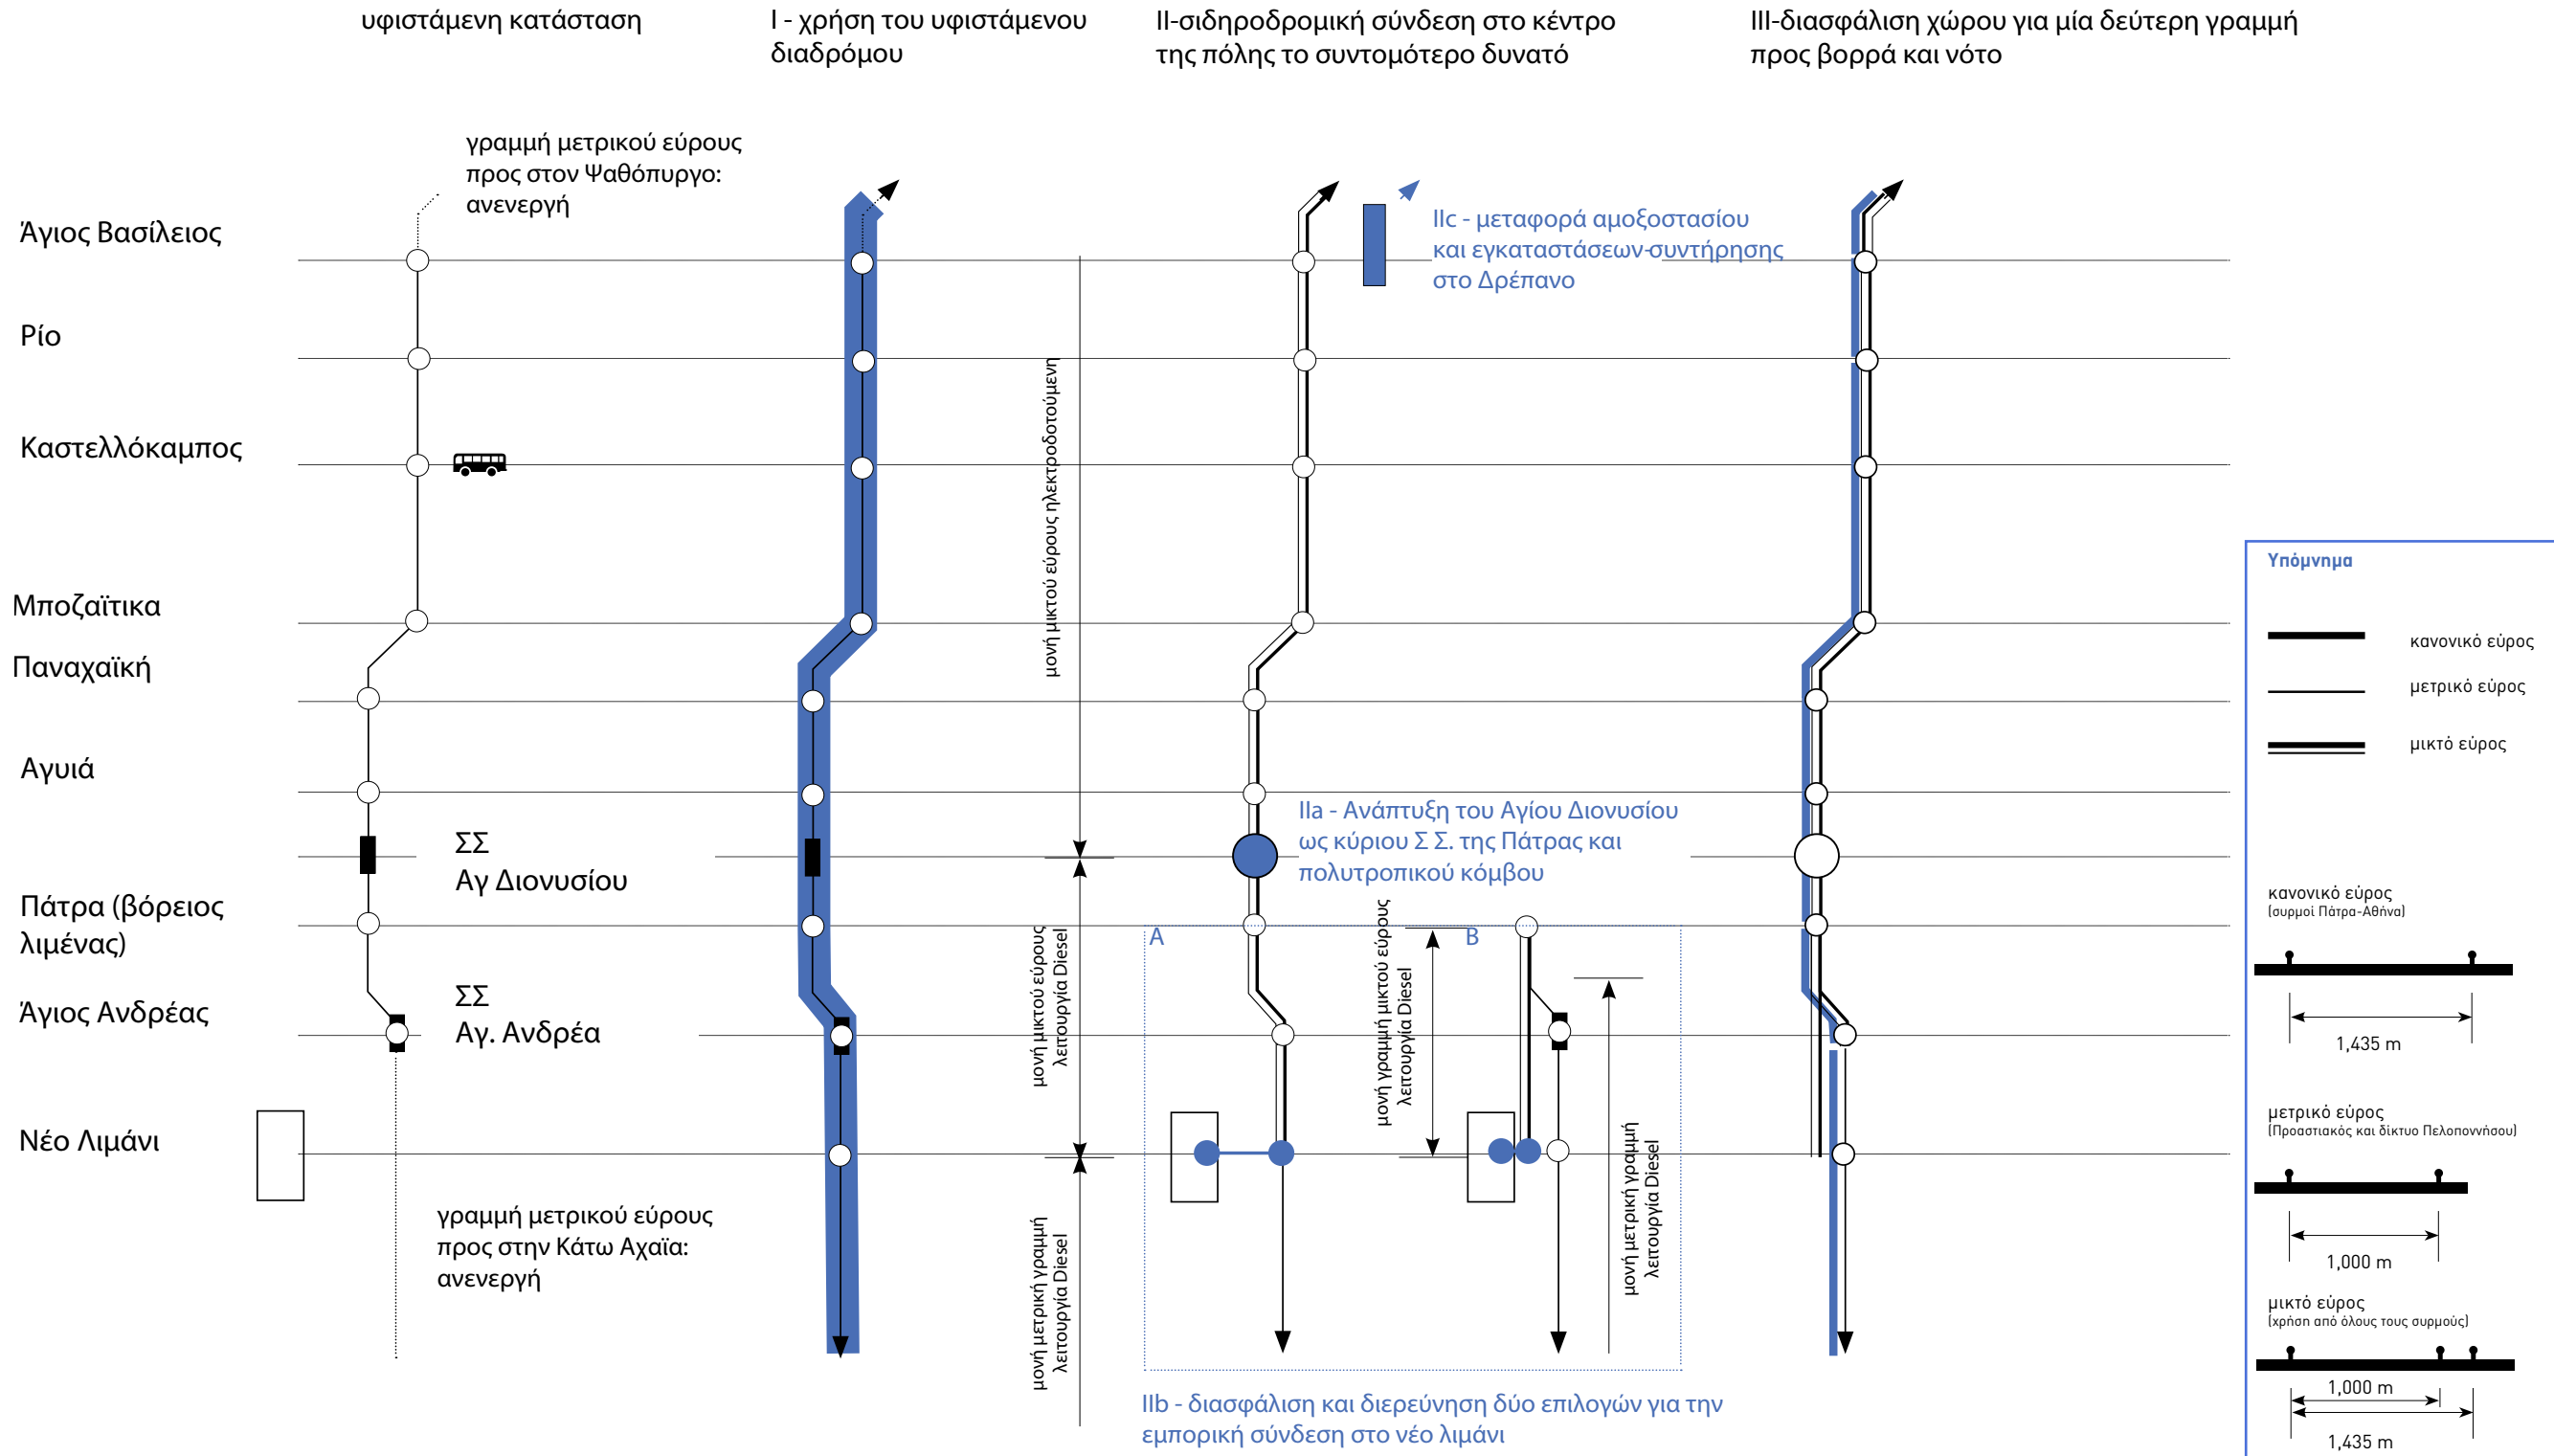 υφιστάμενη κατάσταση
I - χρήση του υφιστάμενου
διαδρόμου
II-σιδηροδρομική σύνδεση στο κέντρο
της πόλης το συντομότερο δυνατό
III-διασφάλιση χώρου για μία δεύτερη γραμμή
προς βορρά και νότο
γραμμή μετρικού εύρους
προς στον Ψαθόπυργο:
ανενεργή
Άγιος Βασίλειος
IIc - μεταφορά αμοξοστασίου
και εγκαταστάσεων-συντήρησης
στο Δρέπανο
Ρίο
Καστελλόκαμπος
μονή μικτού εύρους ηλεκτροδοτούμενη
Μποζαϊτικα
Παναχαϊκή
Αγυιά
ΣΣ
Αγ Διονυσίου
IIa - Ανάπτυξη του Αγίου Διονυσίου
ως κύριου Σ Σ. της Πάτρας και
πολυτροπικού κόμβου
Πάτρα (βόρειος
λιμένας)
A
B
μονή μικτού εύρους
λειτουργία Diesel
μονή γραμμή μικτού εύρους
λειτουργία Diesel
Άγιος Ανδρέας
ΣΣ
Αγ. Ανδρέα
Νέο Λιμάνι
γραμμή μετρικού εύρους
προς στην Κάτω Αχαϊα:
ανενεργή
μονή μετρική γραμμή
λειτουργία Diesel
μονή μετρική γραμμή
λειτουργία Diesel
IIb - διασφάλιση και διερεύνηση δύο επιλογών για την
εμπορική σύνδεση στο νέο λιμάνι
Υπόμνημα
κανονικό εύρος
μετρικό εύρος
μικτό εύρος
κανονικό εύρος
(συρμοί Πάτρα-Αθήνα)
1,435 m
μετρικό εύρος
(Προαστιακός και δίκτυο Πελοποννήσου)
1,000 m
μικτό εύρος
(χρήση από όλους τους συρμούς)
1,000 m
1,435 m